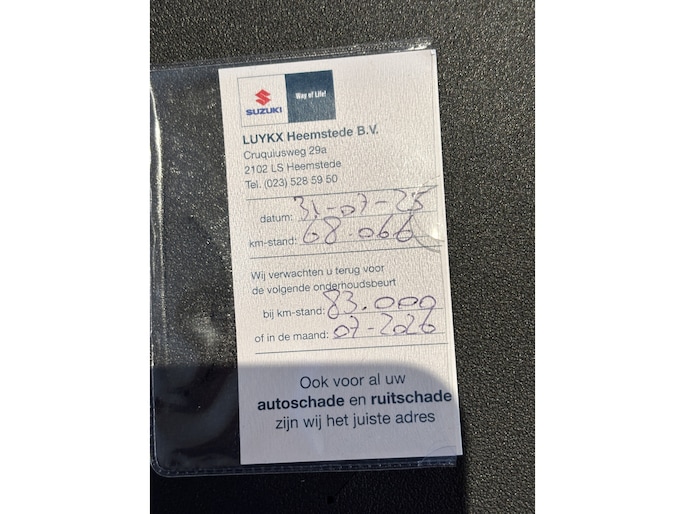 SUZUKI
Way of Life!
LUYKX Heemstede B.V.
Cruquiusweg 29a
2102 LS Heemstede
Tel. (023) 528 59 50
datum: 31-07-25
km-stand: 68.066
Wij verwachten u terug voor
de volgende onderhoudsbeurt
bij km-stand: 83.000
of in de maand: 07-2026
Ook voor al uw
autoschade en ruitschade
zijn wij het juiste adres